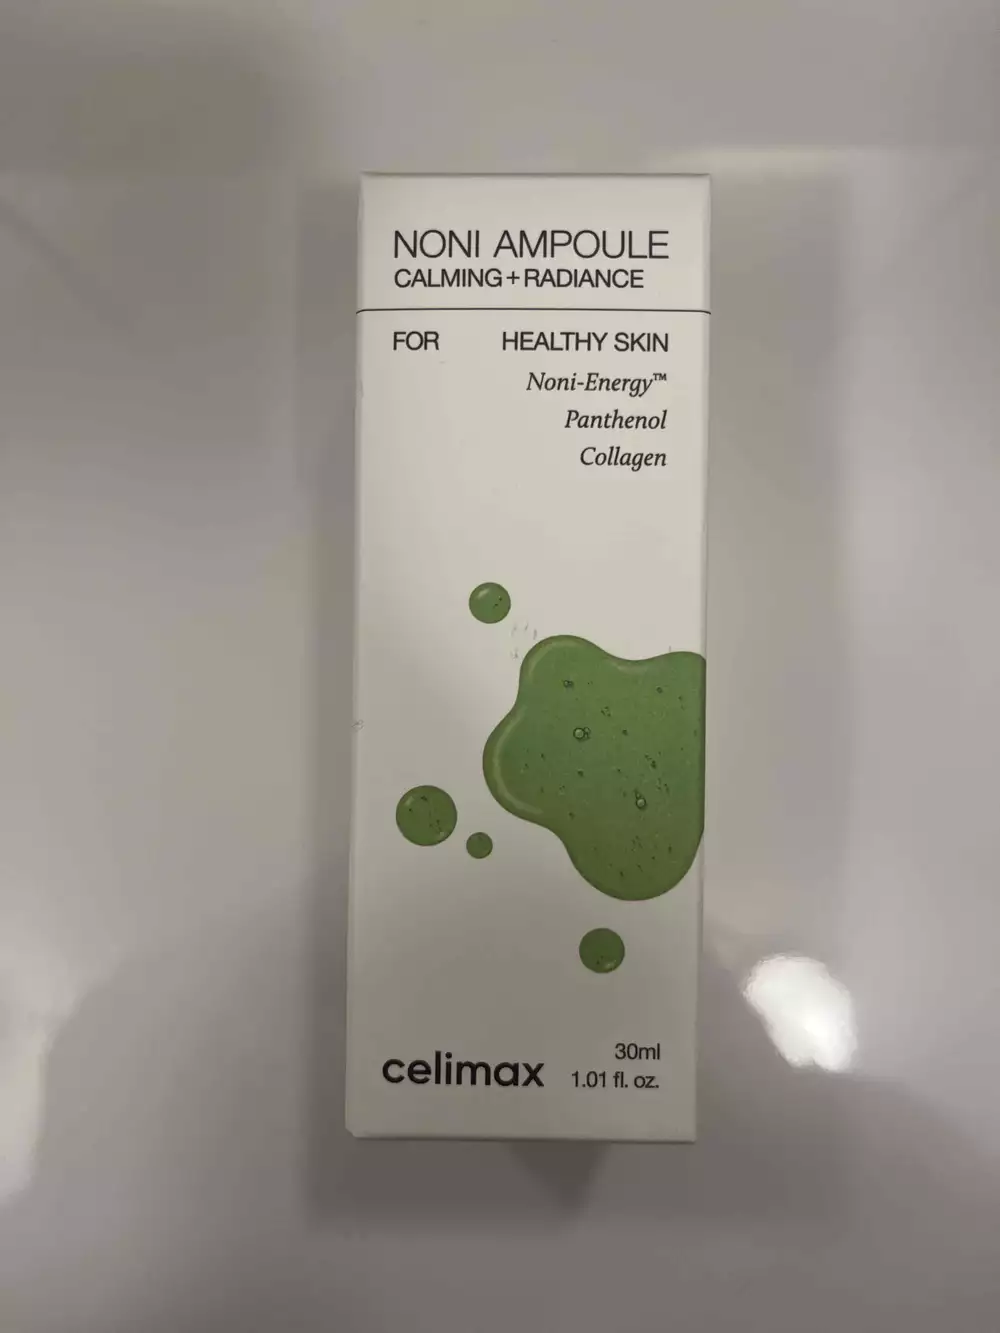 NONI AMPOULE
CALMING+RADIANCE
FOR HEALTHY SKIN
Noni-Energy™
Panthenol
Collagen
celimax
30ml
1.01 fl. oz.